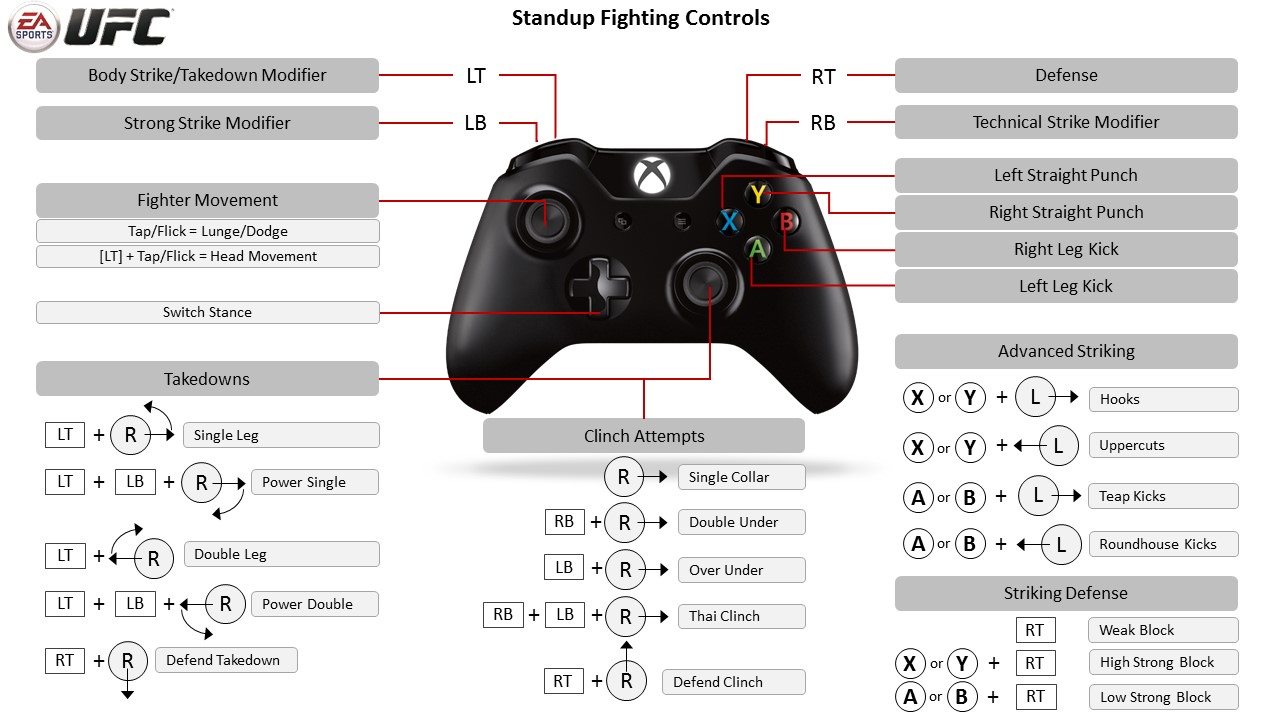 EA SPORTS UFC
Standup Fighting Controls
Body Strike/Takedown Modifier
LT
RT
Defense
Strong Strike Modifier
LB
RB
Technical Strike Modifier
Left Straight Punch
Right Straight Punch
Right Leg Kick
Left Leg Kick
Y
X
B
A
Fighter Movement
Tap/Flick = Lunge/Dodge
[LT] + Tap/Flick = Head Movement
Switch Stance
Takedowns
LT + R Single Leg
LT + LB + R Power Single
LT + R Double Leg
LT + LB + R Power Double
RT + R Defend Takedown
Clinch Attempts
R Single Collar
RB + R Double Under
LB + R Over Under
RB + LB + R Thai Clinch
RT + R Defend Clinch
Advanced Striking
X or Y + L Hooks
X or Y + L Uppercuts
A or B + L Teap Kicks
A or B + L Roundhouse Kicks
Striking Defense
RT Weak Block
X or Y + RT High Strong Block
A or B + RT Low Strong Block